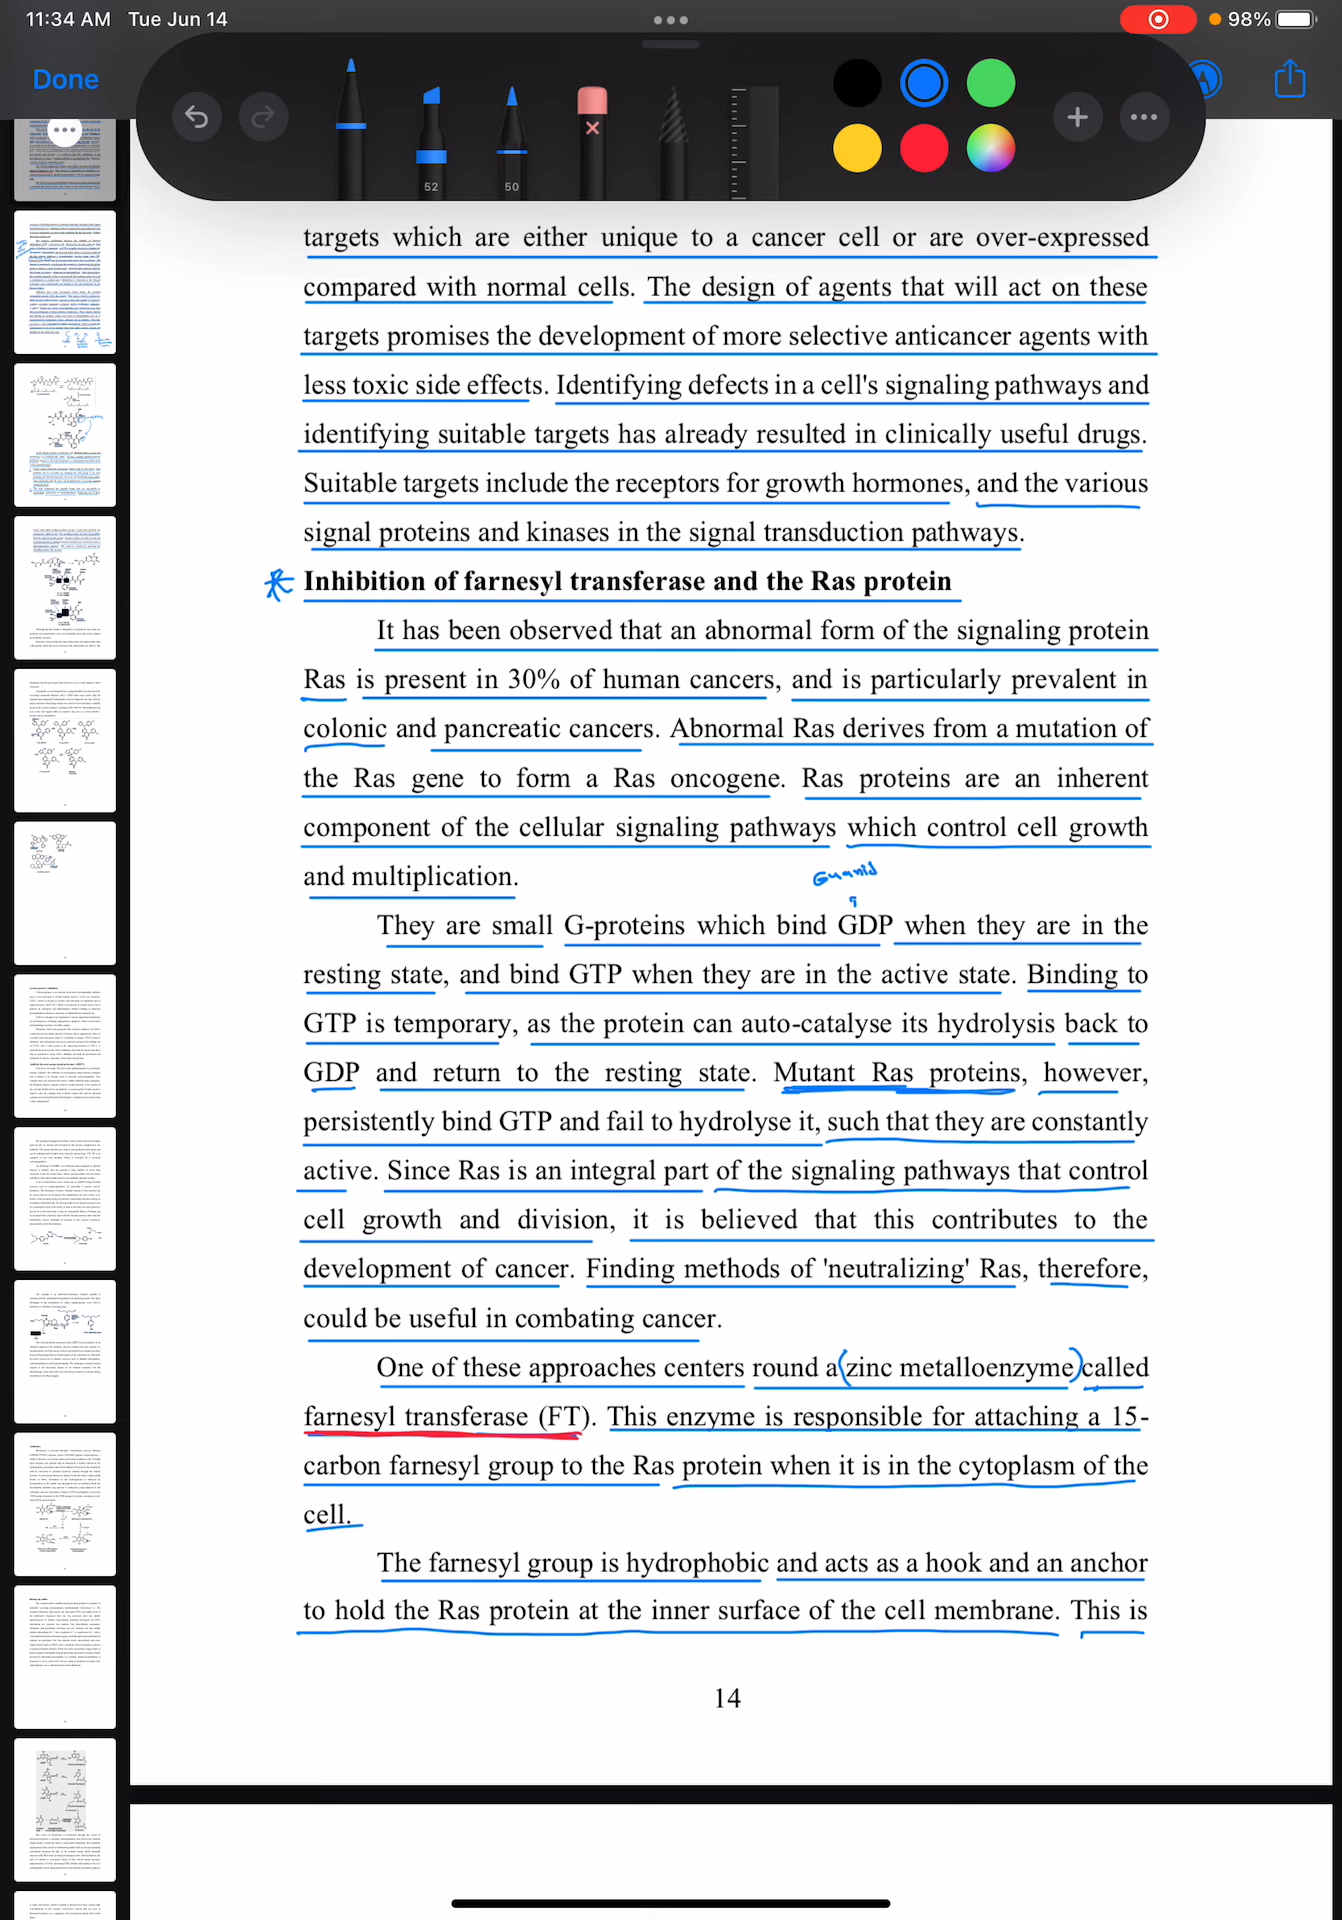 11:34 AM Tue Jun 14
98%
Done
52
50
targets which are either unique to a cancer cell or are over-expressed
compared with normal cells. The design of agents that will act on these
targets promises the development of more selective anticancer agents with
less toxic side effects. Identifying defects in a cell's signaling pathways and
identifying suitable targets has already resulted in clinically useful drugs.
Suitable targets include the receptors for growth hormones, and the various
signal proteins and kinases in the signal transduction pathways.
Inhibition of farnesyl transferase and the Ras protein
It has been observed that an abnormal form of the signaling protein
Ras is present in 30% of human cancers, and is particularly prevalent in
colonic and pancreatic cancers. Abnormal Ras derives from a mutation of
the Ras gene to form a Ras oncogene. Ras proteins are an inherent
component of the cellular signaling pathways which control cell growth
and multiplication.
Guanid
They are small G-proteins which bind GDP when they are in the
resting state, and bind GTP when they are in the active state. Binding to
GTP is temporary, as the protein can auto-catalyse its hydrolysis back to
GDP and return to the resting state. Mutant Ras proteins, however,
persistently bind GTP and fail to hydrolyse it, such that they are constantly
active. Since Ras is an integral part of the signaling pathways that control
cell growth and division, it is believed that this contributes to the
development of cancer. Finding methods of 'neutralizing' Ras, therefore,
could be useful in combating cancer.
One of these approaches centers round a (zinc metalloenzyme) called
farnesyl transferase (FT). This enzyme is responsible for attaching a 15-
carbon farnesyl group to the Ras protein when it is in the cytoplasm of the
cell.
The farnesyl group is hydrophobic and acts as a hook and an anchor
to hold the Ras protein at the inner surface of the cell membrane. This is
14